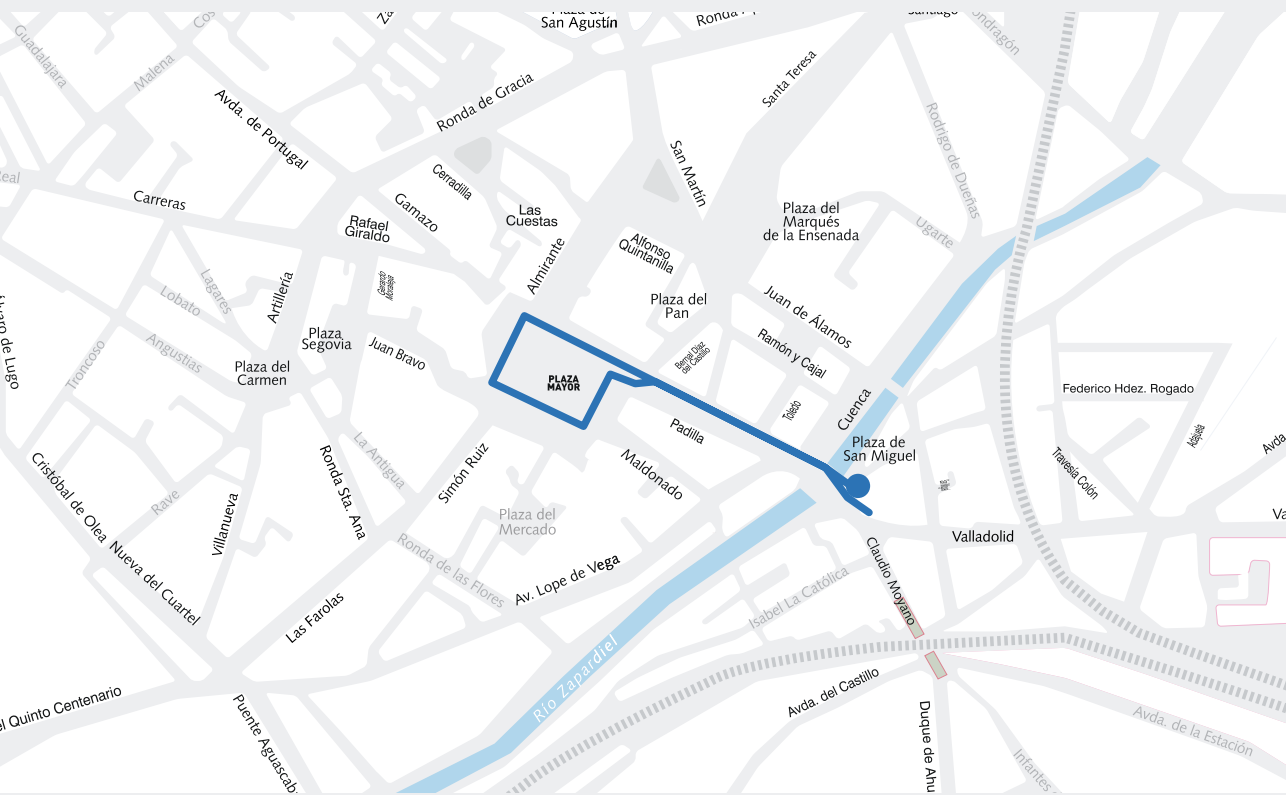 Plaza de
San Agustín
Ronda
Santiago
Guadalajara
Malena
Avda. de Portugal
Ronda de Gracia
Santa Teresa
San Martín
Rodrigo de Dueñas
Carreras
Cerradilla
Gamazo
Rafael
Giraldo
Las
Cuestas
Almirante
Alfonso
Quintanilla
Plaza del
Marqués
de la Ensenada
Ugarte
Lagares
Lobato
Artillería
Plaza del
Pan
Juan de Álamos
Ramón y Cajal
Bernal Díaz
del Castillo
Angustias
Troncoso
Plaza
Segovia
Juan Bravo
Plaza del
Carmen
PLAZA
MAYOR
Padilla
Toledo
Cuenca
Plaza de
San Miguel
Federico Hdez. Rogado
Travesía Colón
Adajuela
Avda
Cristóbal de Olea
Rave
Villanueva
Ronda Sta. Ana
La Antigua
Simón Ruiz
Maldonado
Plaza del
Mercado
Valladolid
Nueva del Cuartel
Las Farolas
Ronda de las Flores
Av. Lope de Vega
Isabel La Católica
Claudio Moyano
Río Zapardiel
Quinto Centenario
Puente Aguascab
Avda. del Castillo
Duque de Ahu
Avda. de la Estación
Infantes